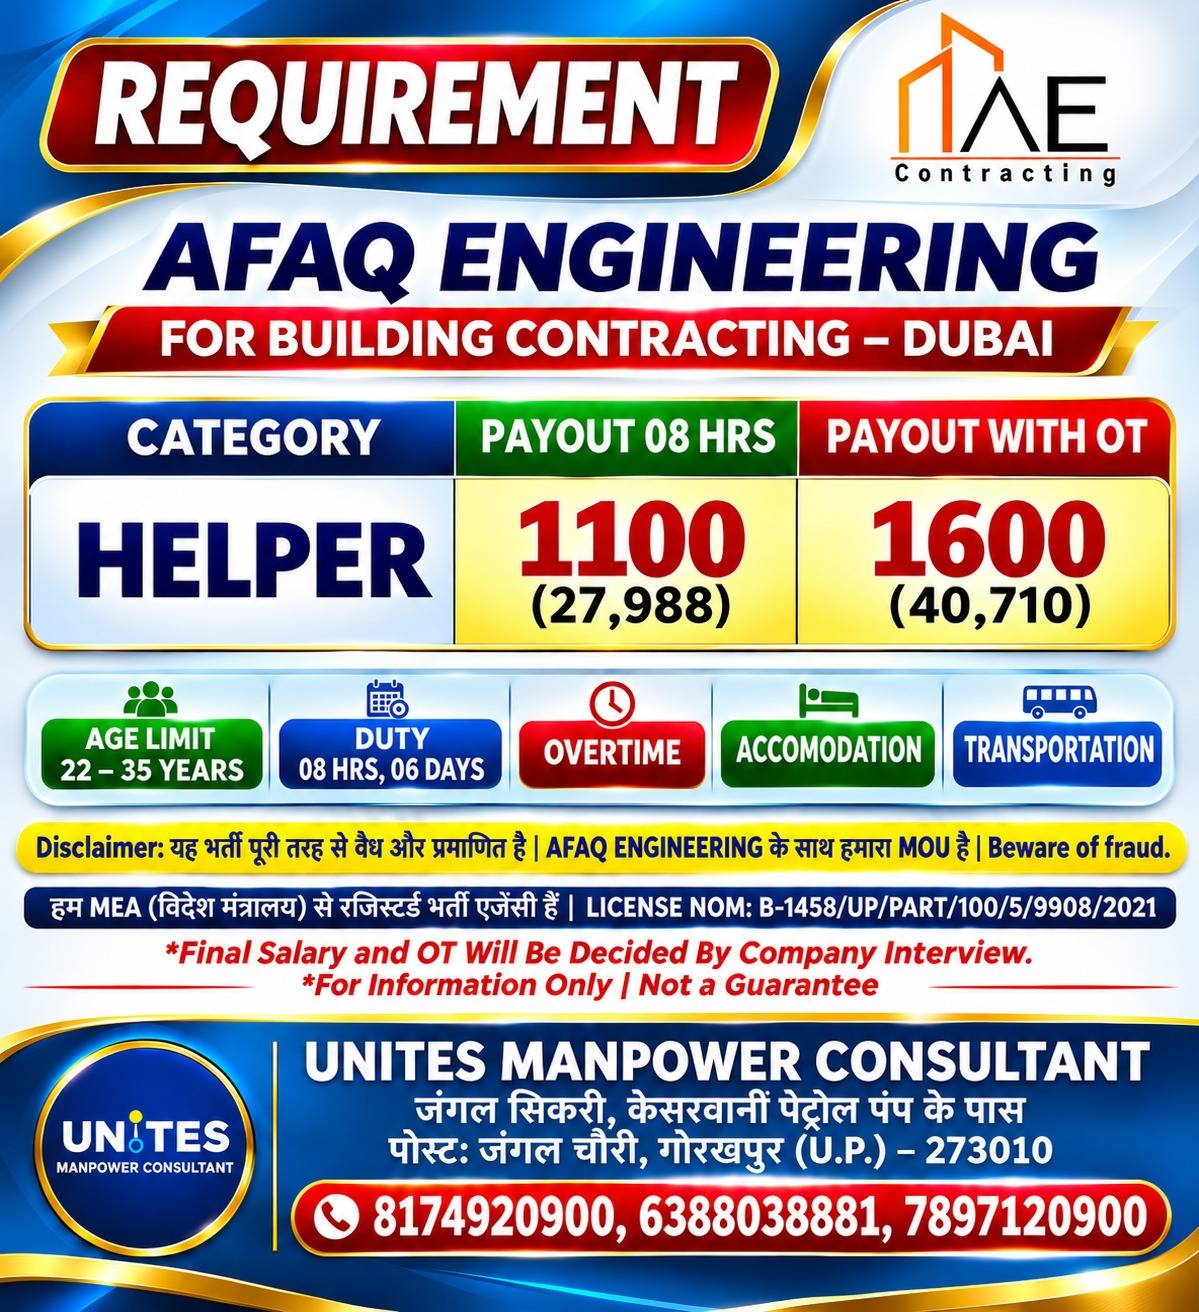 REQUIREMENT
AE
Contracting
AFAQ ENGINEERING
FOR BUILDING CONTRACTING – DUBAI
CATEGORY PAYOUT 08 HRS PAYOUT WITH OT
HELPER 1100 1600
(27,988) (40,710)
AGE LIMIT
22 – 35 YEARS
DUTY
08 HRS, 06 DAYS
OVERTIME
ACCOMODATION
TRANSPORTATION
Disclaimer: यह भर्ती पूरी तरह से वैध और प्रमाणित है | AFAQ ENGINEERING के साथ हमारा MOU है | Beware of fraud.
हम MEA (विदेश मंत्रालय) से रजिस्टर्ड भर्ती एजेंसी हैं | LICENSE NOM: B-1458/UP/PART/100/5/9908/2021
*Final Salary and OT Will Be Decided By Company Interview.
*For Information Only | Not a Guarantee
UNITES
MANPOWER CONSULTANT
UNITES MANPOWER CONSULTANT
जंगल सिकरी, केसरवानीं पेट्रोल पंप के पास
पोस्ट: जंगल चौरी, गोरखपुर (U.P.) – 273010
8174920900, 6388038881, 7897120900